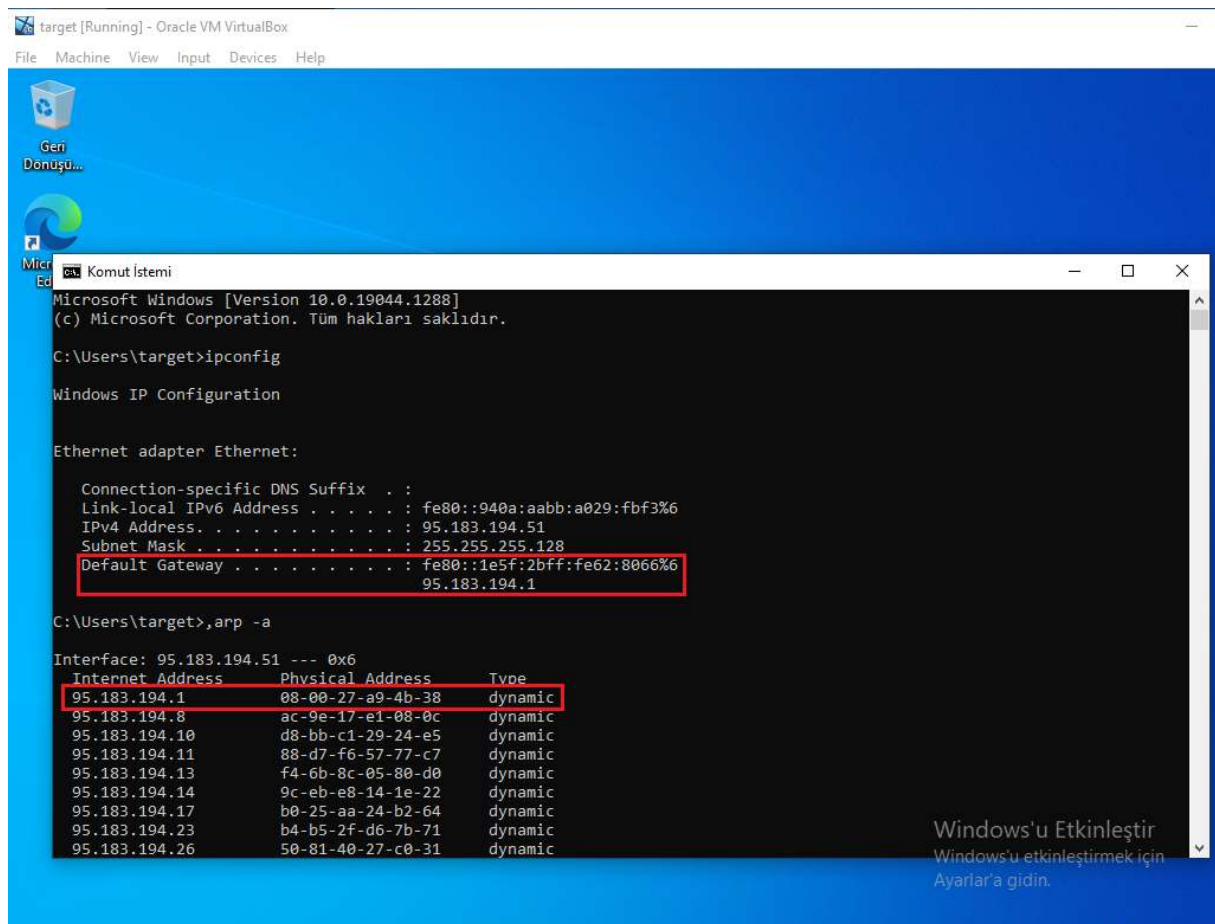 target [Running] - Oracle VM VirtualBox
File Machine View Input Devices Help
Geri
Dönüşü...
Micr
Ed
Komut İstemi
Microsoft Windows [Version 10.0.19044.1288]
(c) Microsoft Corporation. Tüm hakları saklıdır.
C:\Users\target>ipconfig
Windows IP Configuration
Ethernet adapter Ethernet:
Connection-specific DNS Suffix . :
Link-local IPv6 Address . . . . . : fe80::940a:aabb:a029:fbf3%6
IPv4 Address. . . . . . . . . . . : 95.183.194.51
Subnet Mask . . . . . . . . . . . : 255.255.255.128
Default Gateway . . . . . . . . . : fe80::1e5f:2bff:fe62:8066%6
95.183.194.1
C:\Users\target>,arp -a
Interface: 95.183.194.51 --- 0x6
Internet Address Physical Address Type
95.183.194.1 08-00-27-a9-4b-38 dynamic
95.183.194.8 ac-9e-17-e1-08-0c dynamic
95.183.194.10 d8-bb-c1-29-24-e5 dynamic
95.183.194.11 88-d7-f6-57-77-c7 dynamic
95.183.194.13 f4-6b-8c-05-80-d0 dynamic
95.183.194.14 9c-eb-e8-14-1e-22 dynamic
95.183.194.17 b0-25-aa-24-b2-64 dynamic
95.183.194.23 b4-b5-2f-d6-7b-71 dynamic
95.183.194.26 50-81-40-27-c0-31 dynamic
Windows'u Etkinleştir
Windows'u etkinleştirmek için
Ayarlar'a gidin.